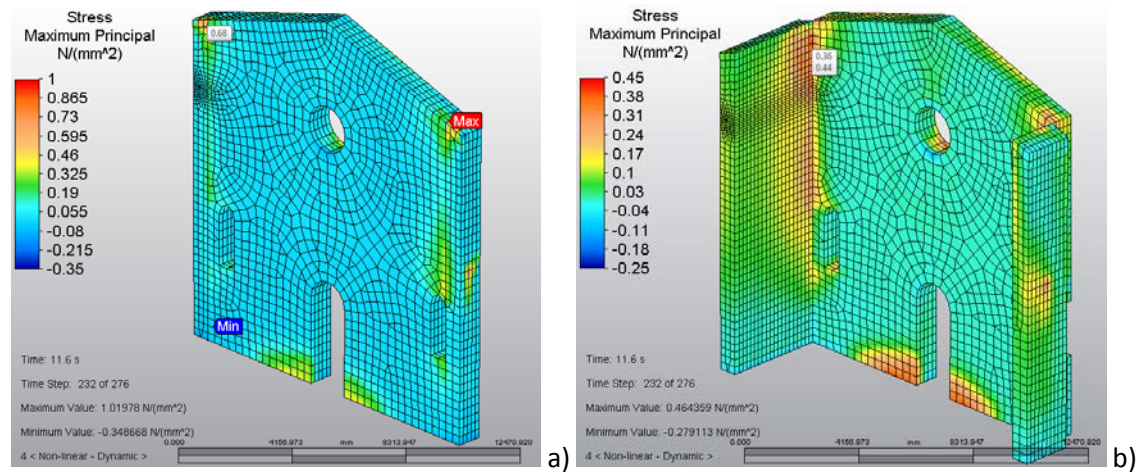 Stress
Maximum Principal
N/(mm^2)
1
0.865
0.73
0.595
0.46
0.325
0.19
0.055
-0.08
-0.215
-0.35
0.68
Max
Min
Time: 11.6 s
Time Step: 232 of 276
Maximum Value: 1.01978 N/(mm^2)
Minimum Value: -0.348668 N/(mm^2)
0.000 4156.973 mm 8313.947 12470.920
4 < Non-linear - Dynamic >
a)
Stress
Maximum Principal
N/(mm^2)
0.45
0.38
0.31
0.24
0.17
0.1
0.03
-0.04
-0.11
-0.18
-0.25
0.36
0.44
Time: 11.6 s
Time Step: 232 of 276
Maximum Value: 0.464359 N/(mm^2)
Minimum Value: -0.279113 N/(mm^2)
0.000 4156.973 mm 8313.947 12470.920
4 < Non-linear - Dynamic >
b)